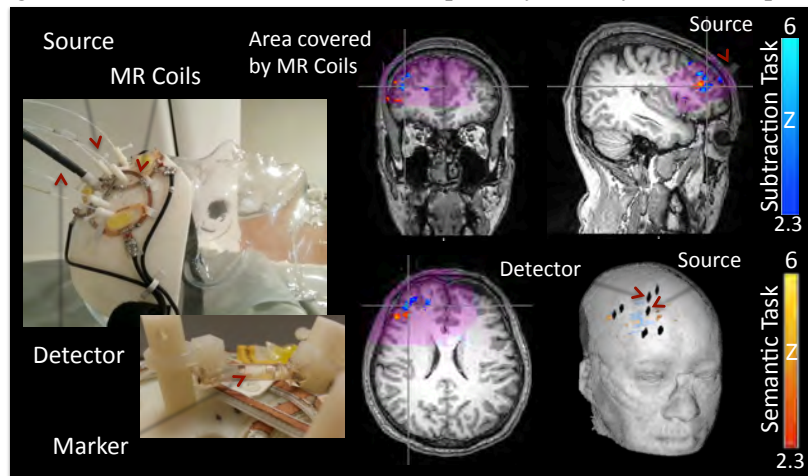 Source
MR Coils
Area covered
by MR Coils
Source
6
Subtraction Task
Z
2.3
Detector
Marker
Detector
Source
6
Semantic Task
Z
2.3